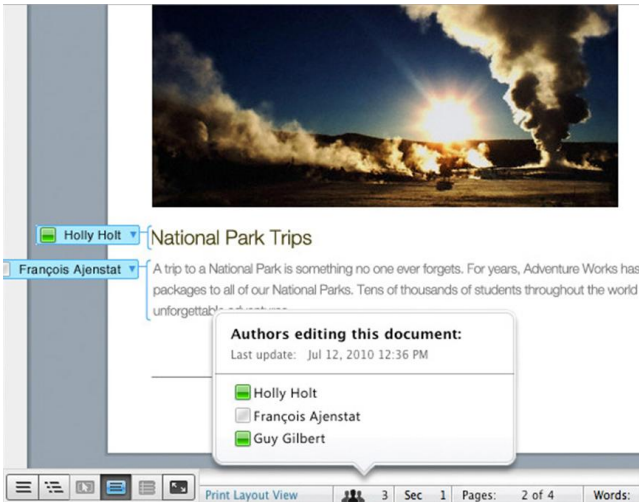 Holly Holt
National Park Trips
François Ajenstat
A trip to a National Park is something no one ever forgets. For years, Adventure Works has
packages to all of our National Parks. Tens of thousands of students throughout the world
unforgettable adventures.
Authors editing this document:
Last update: Jul 12, 2010 12:36 PM
Holly Holt
François Ajenstat
Guy Gilbert
Print Layout View 3 Sec 1 Pages: 2 of 4 Words: